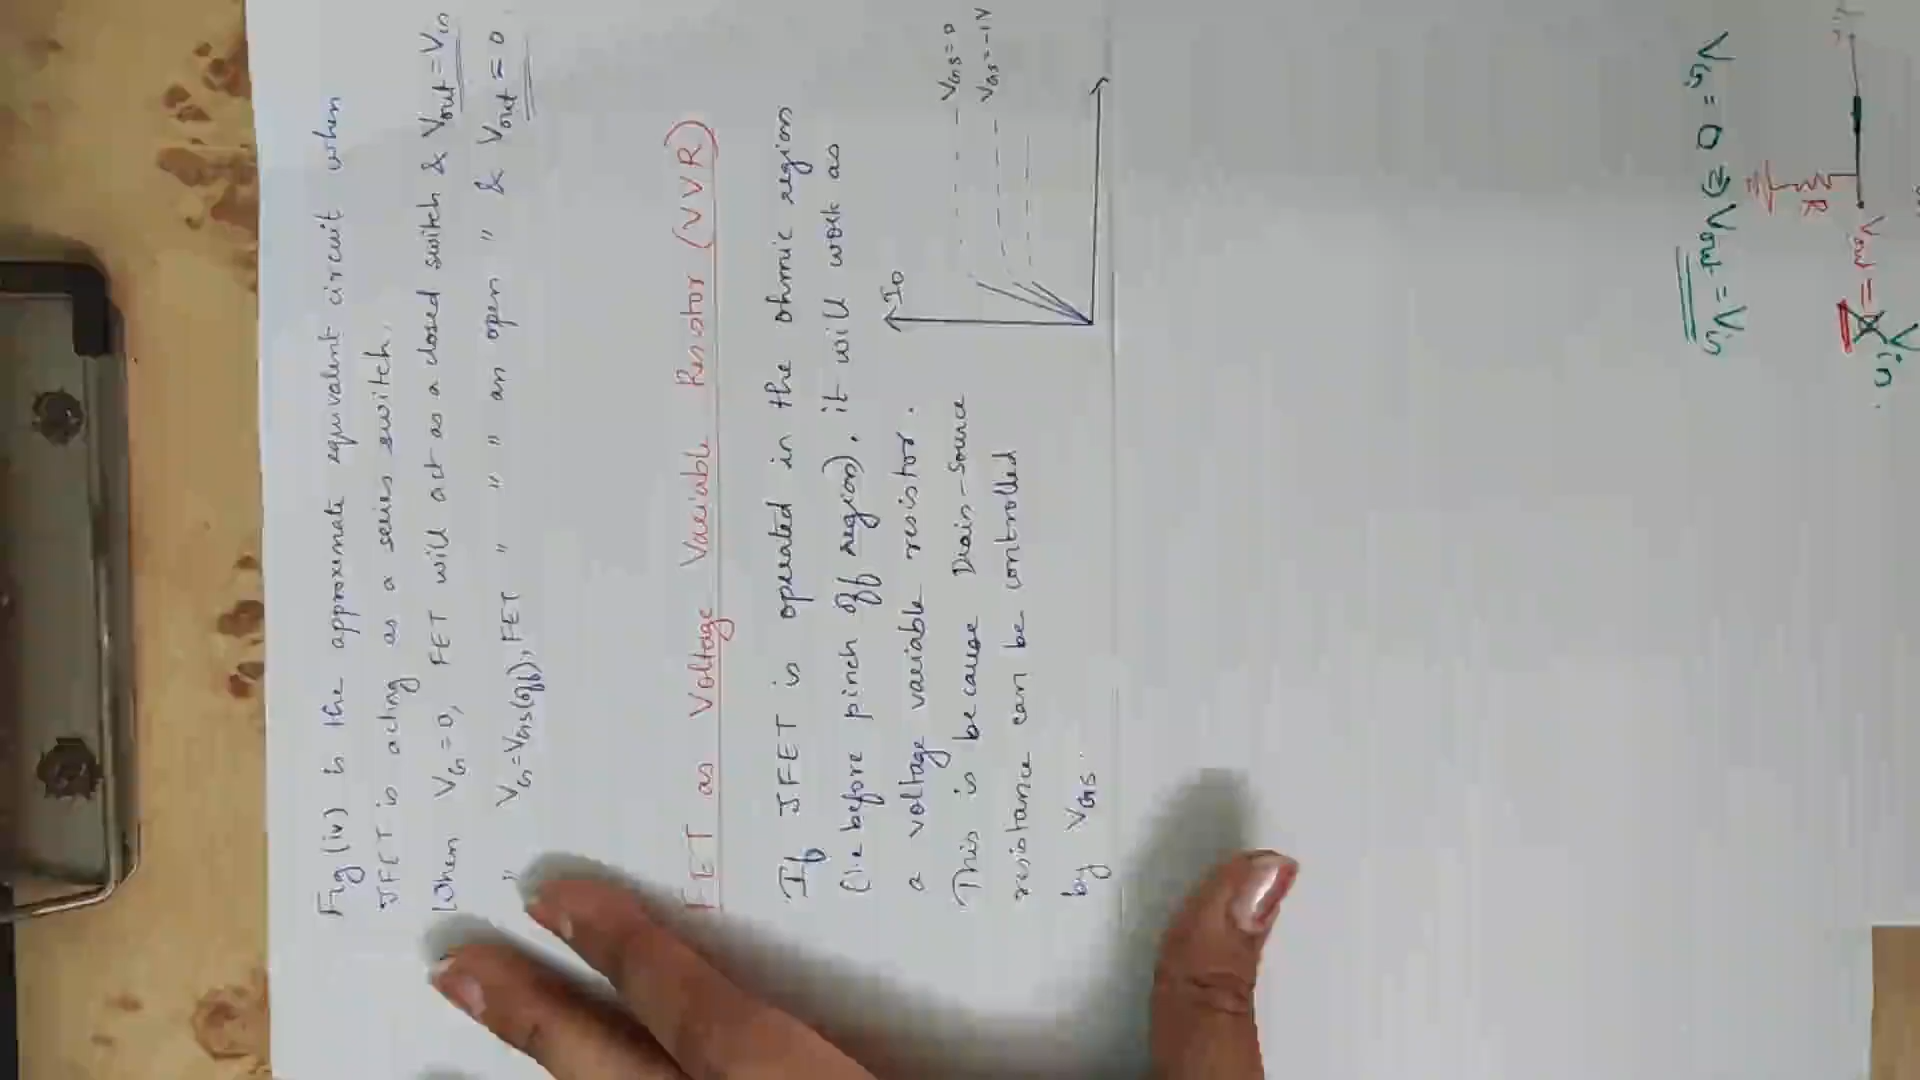 Fig (iv) is the approximate equivalent circuit when
JFET is acting as a series switch.
When VG = 0, FET will act as a closed switch & Vout = Vin
" VG = VGS(off), FET " " " an open " & Vout = 0
FET as Voltage Variable Resistor (VVR)
If JFET is operated in the ohmic region
(i.e before pinch off region), it will work as
a voltage variable resistor.
This is because Drain-Source
resistance can be controlled
by VGS.
ID
VGS = 0
VGS = -1V
R
Vout = 0
Vin
VG = 0 ⇒ Vout = Vin